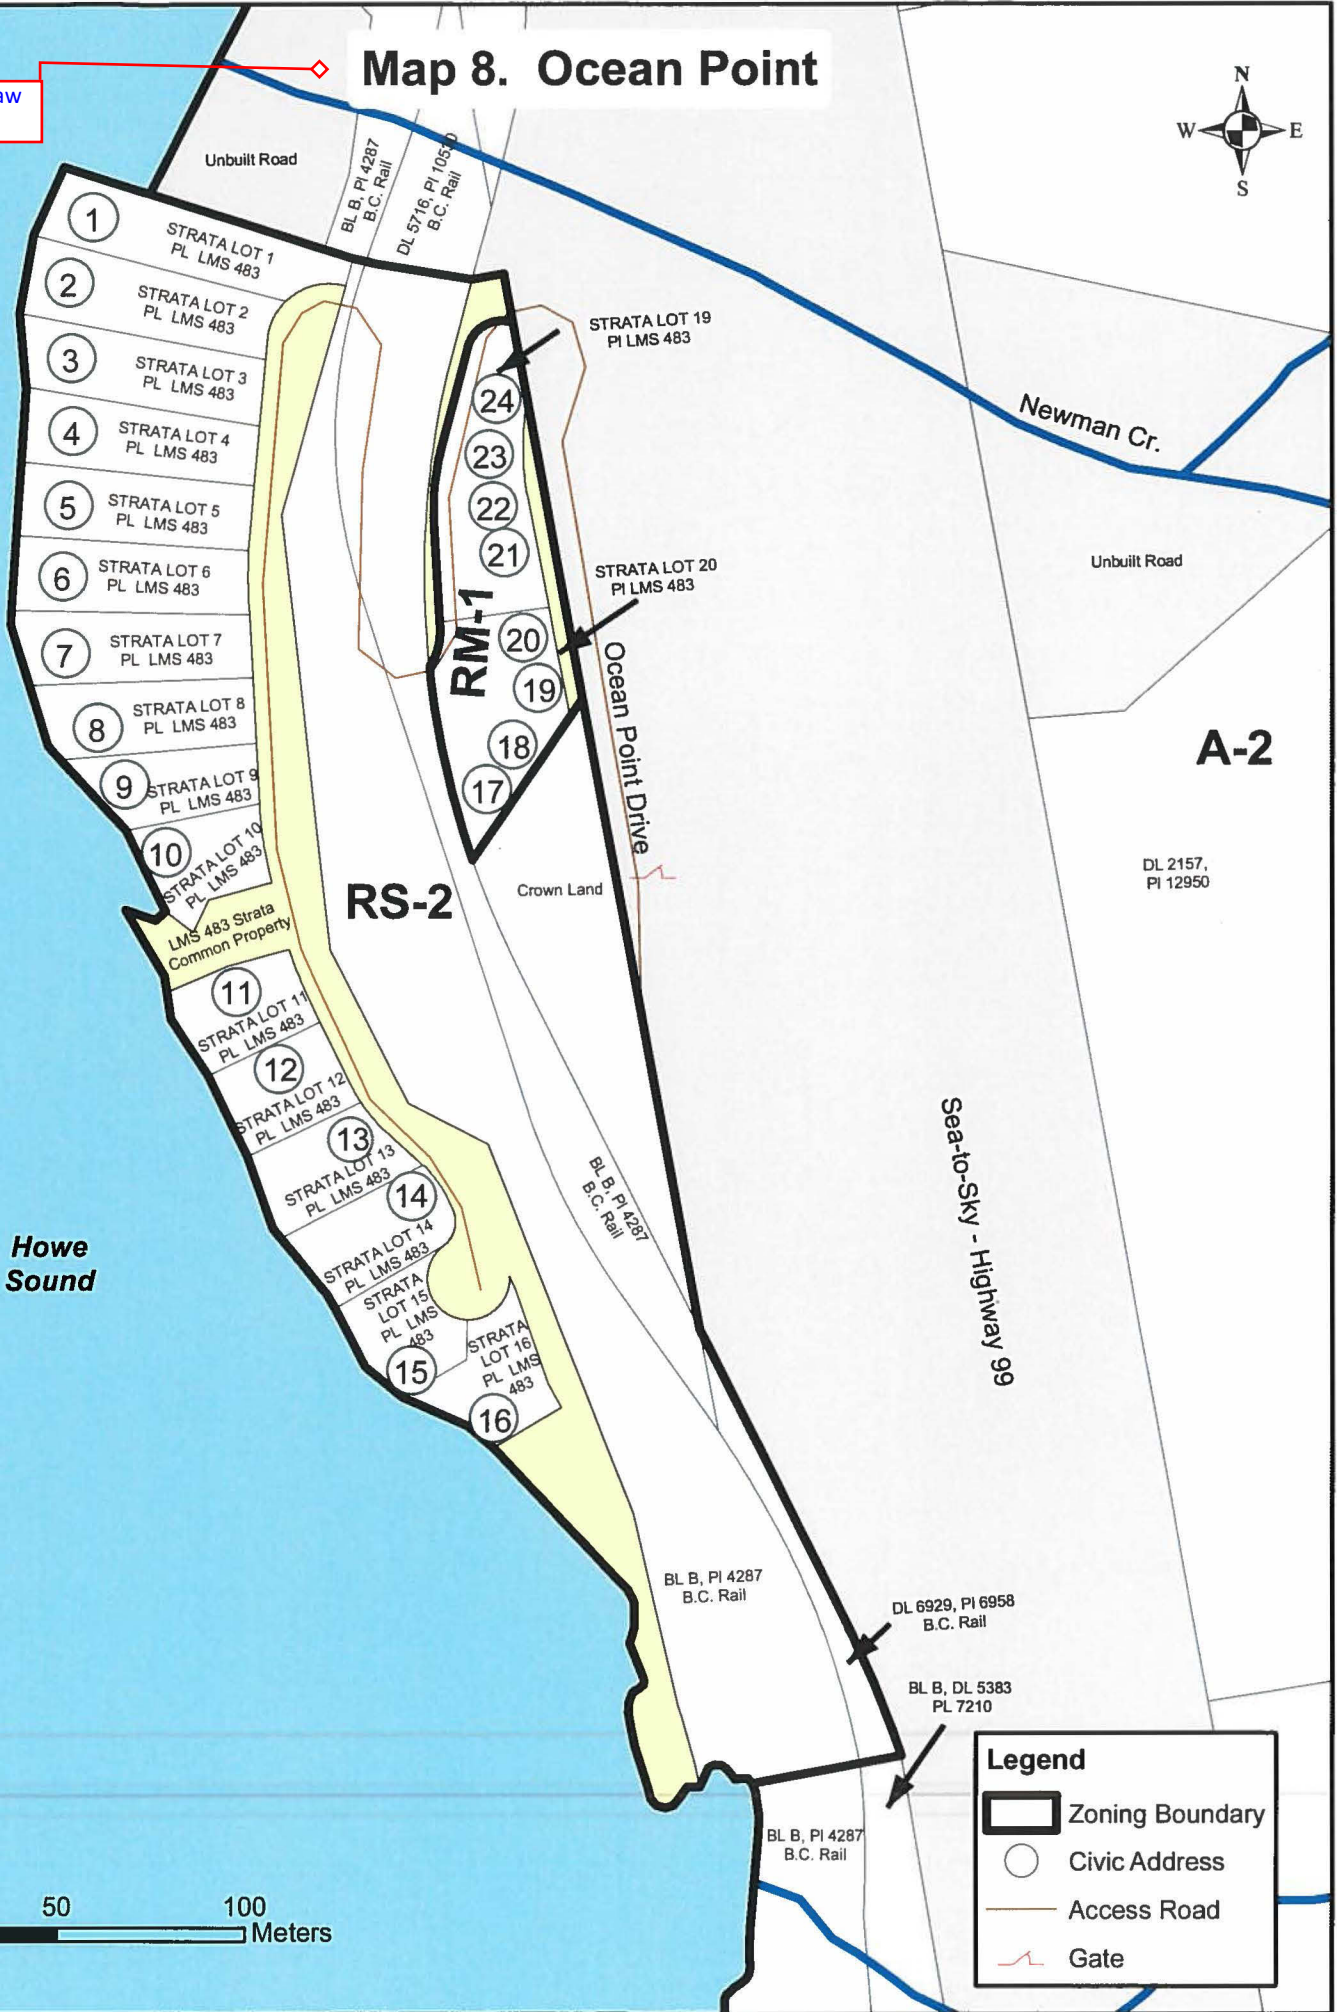 Map 8. Ocean Point
aw
N
W E
S
Unbuilt Road
BL B, PI 4287
B.C. Rail
DL 5716, PI 10530
B.C. Rail
1
STRATA LOT 1
PL LMS 483
2
STRATA LOT 2
PL LMS 483
3
STRATA LOT 3
PL LMS 483
4
STRATA LOT 4
PL LMS 483
5
STRATA LOT 5
PL LMS 483
6
STRATA LOT 6
PL LMS 483
7
STRATA LOT 7
PL LMS 483
8
STRATA LOT 8
PL LMS 483
9
STRATA LOT 9
PL LMS 483
10
STRATA LOT 10
PL LMS 483
LMS 483 Strata
Common Property
11
STRATA LOT 11
PL LMS 483
12
STRATA LOT 12
PL LMS 483
13
STRATA LOT 13
PL LMS 483
14
STRATA LOT 14
PL LMS 483
STRATA
LOT 15
PL LMS
483
15
STRATA
LOT 16
PL LMS
483
16
STRATA LOT 19
PI LMS 483
24
23
22
21
STRATA LOT 20
PI LMS 483
20
19
18
17
RM-1
RS-2
Ocean Point Drive
Crown Land
Newman Cr.
Unbuilt Road
A-2
DL 2157,
PI 12950
Sea-to-Sky - Highway 99
BL B, PI 4287
B.C. Rail
Howe
Sound
BL B, PI 4287
B.C. Rail
DL 6929, PI 6958
B.C. Rail
BL B, DL 5383
PL 7210
BL B, PI 4287
B.C. Rail
50 100
Meters
Legend
Zoning Boundary
Civic Address
Access Road
Gate